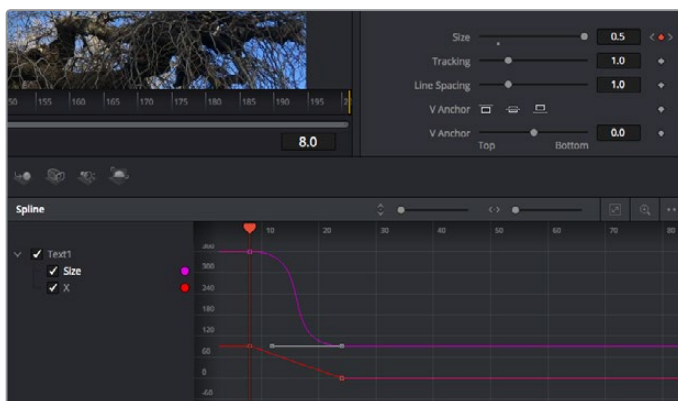 Size 0.5
Tracking 1.0
Line Spacing 1.0
V Anchor
V Anchor 0.0
Top Bottom
50 155 160 165 170 175 180 185 190 195
8.0
Spline
10 20 30 40 50 60 70 80
Text1
Size
X
360
300
240
180
120
60
0
-60